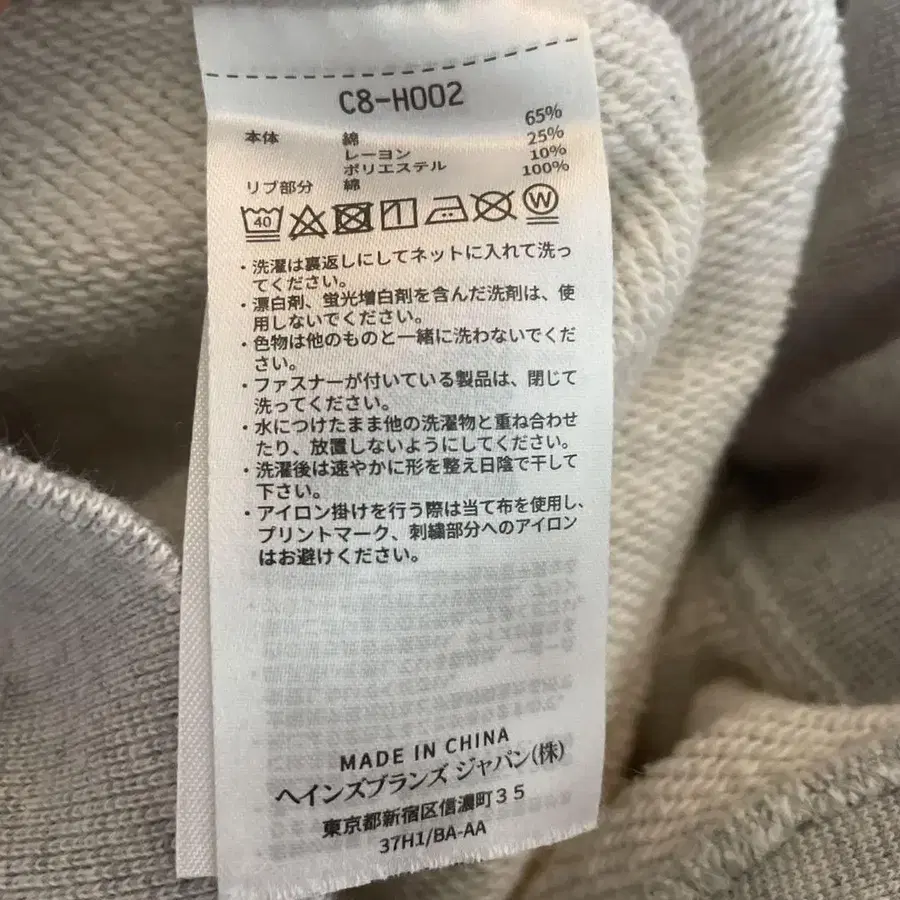 C8-H002
本体 綿 65%
レーヨン 25%
ポリエステル 10%
リブ部分 綿 100%
40 W
・洗濯は裏返しにしてネットに入れて洗っ
てください。
・漂白剤、蛍光増白剤を含んだ洗剤は、使
用しないでください。
・色物は他のものと一緒に洗わないでくだ
さい。
・ファスナーが付いている製品は、閉じて
洗ってください。
・水につけたまま他の洗濯物と重ね合わせ
たり、放置しないようにしてください。
・洗濯後は速やかに形を整え日陰で干して
下さい。
・アイロン掛けを行う際は当て布を使用し、
プリントマーク、刺繍部分へのアイロン
はお避けください。
MADE IN CHINA
ヘインズブランズ ジャパン(株)
東京都新宿区信濃町35
37H1/BA-AA